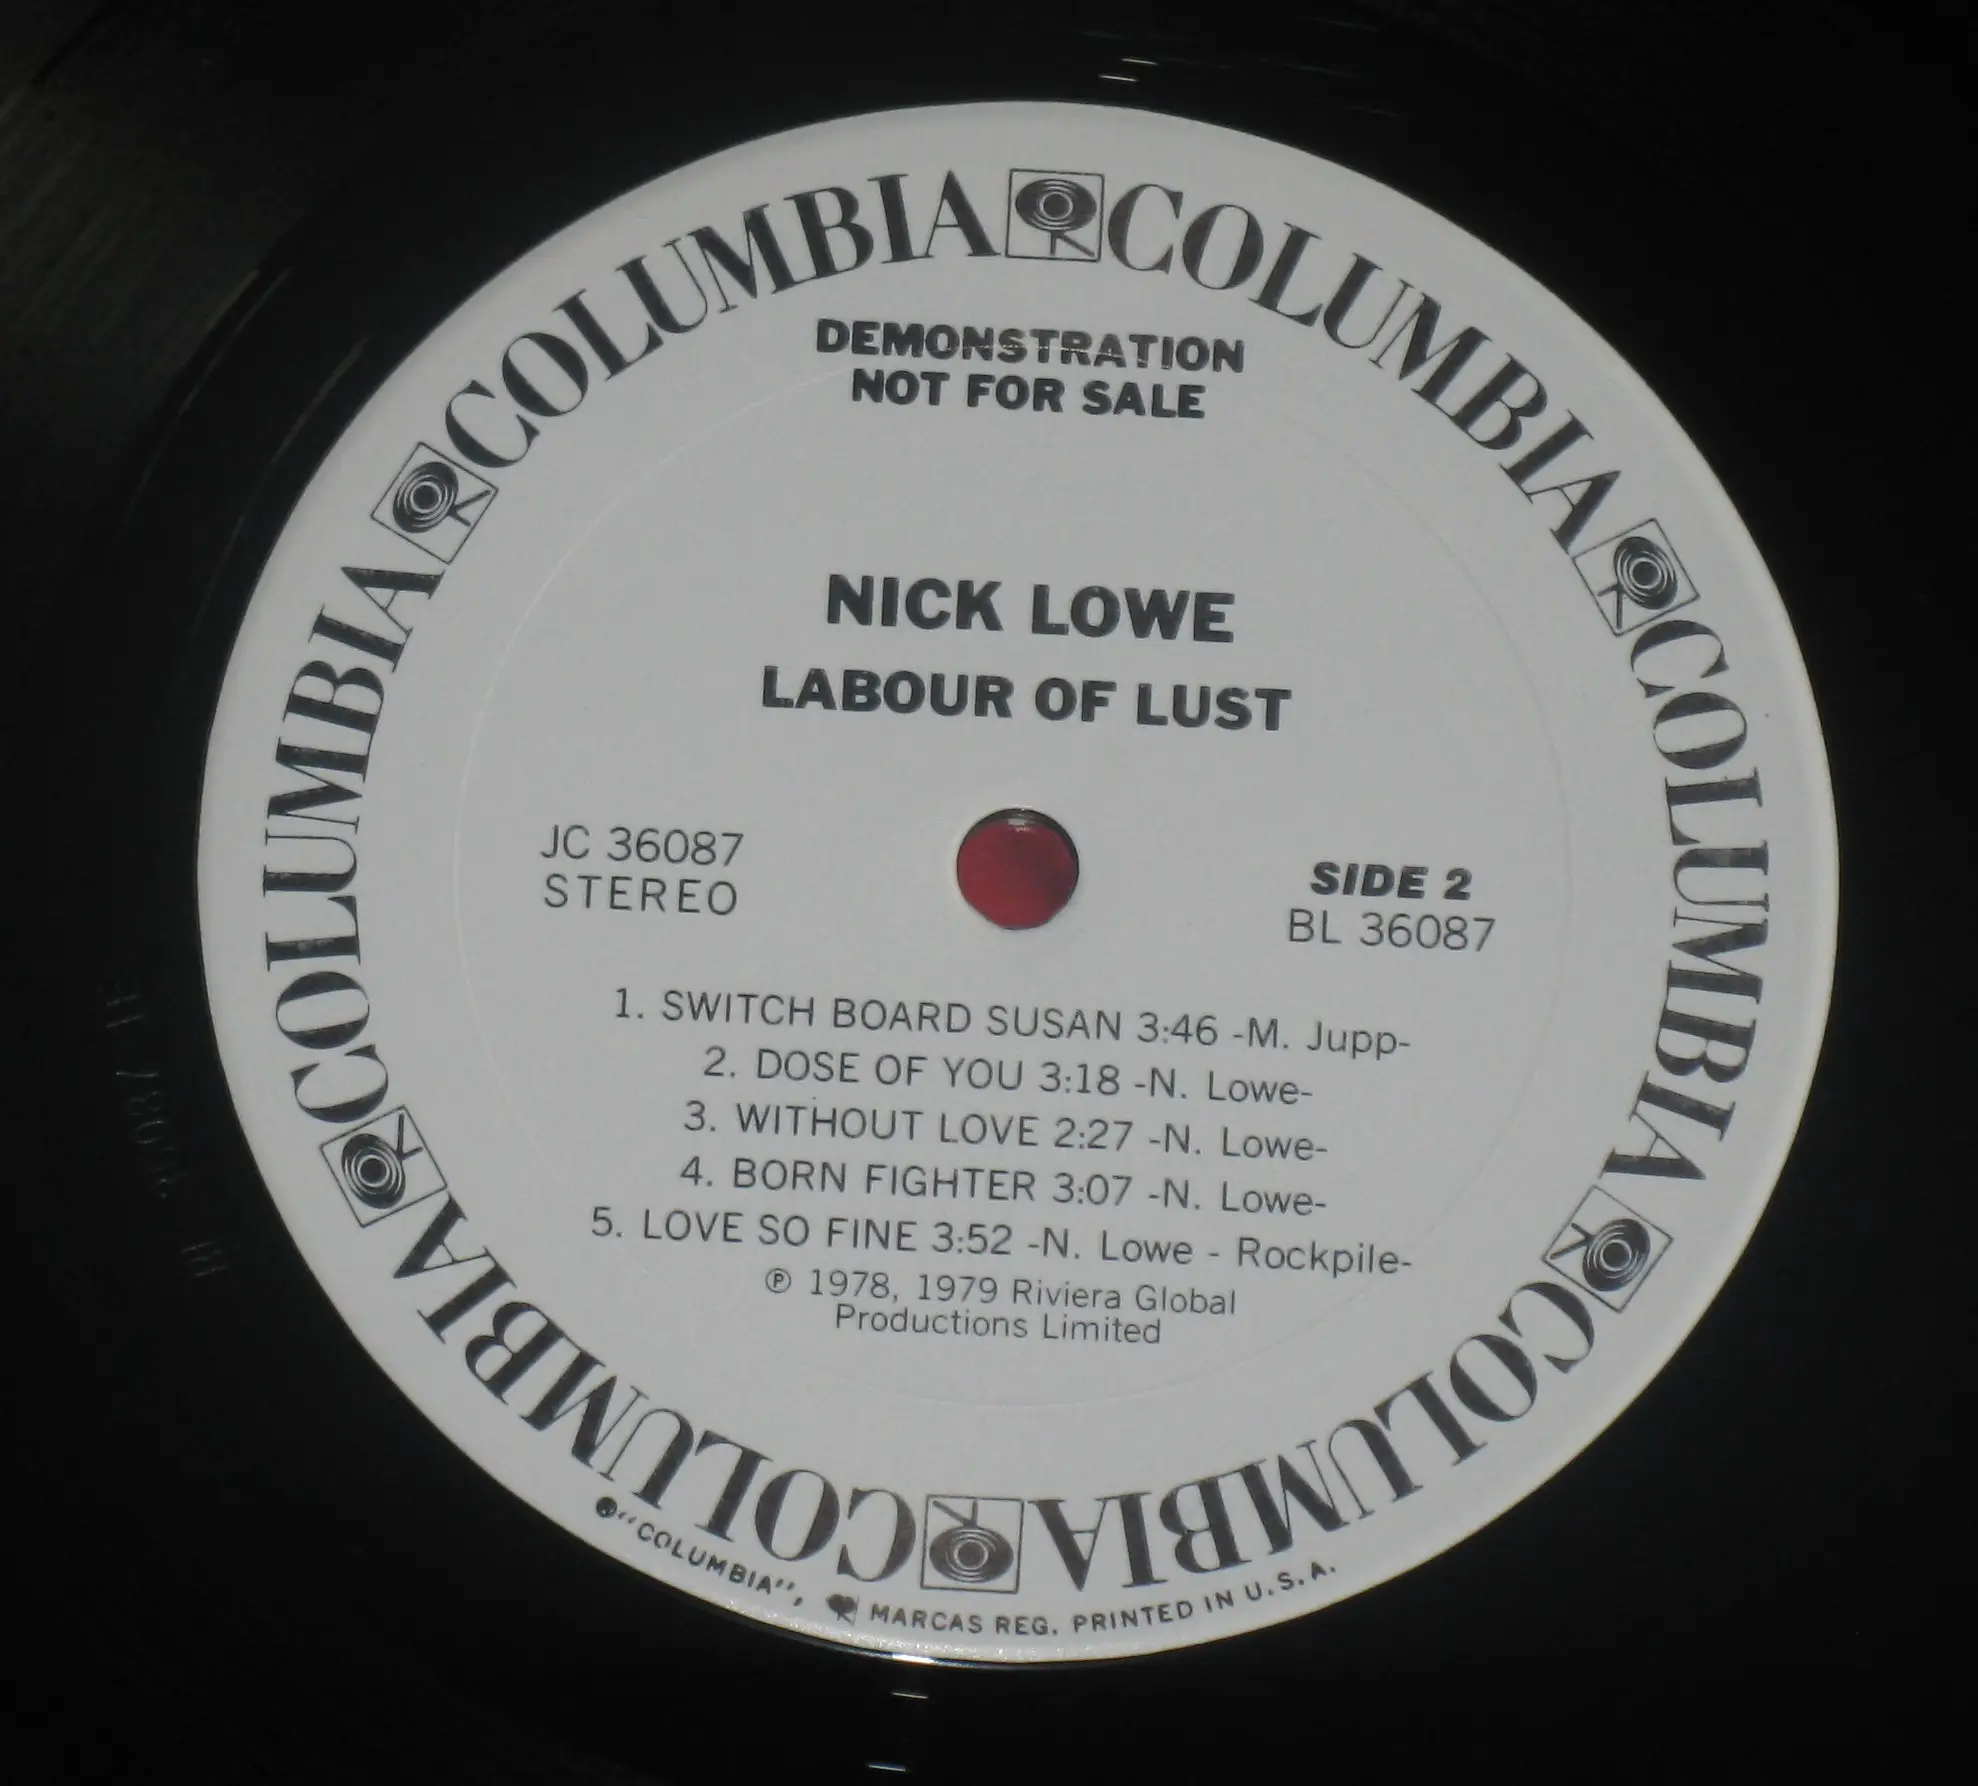 COLUMBIA COLUMBIA COLUMBIA COLUMBIA COLUMBIA COLUMBIA
DEMONSTRATION
NOT FOR SALE
NICK LOWE
LABOUR OF LUST
JC 36087
STEREO
SIDE 2
BL 36087
1. SWITCH BOARD SUSAN 3:46 -M. Jupp-
2. DOSE OF YOU 3:18 -N. Lowe-
3. WITHOUT LOVE 2:27 -N. Lowe-
4. BORN FIGHTER 3:07 -N. Lowe-
5. LOVE SO FINE 3:52 -N. Lowe - Rockpile-
℗ 1978, 1979 Riviera Global
Productions Limited
"COLUMBIA", MARCAS REG. PRINTED IN U.S.A.